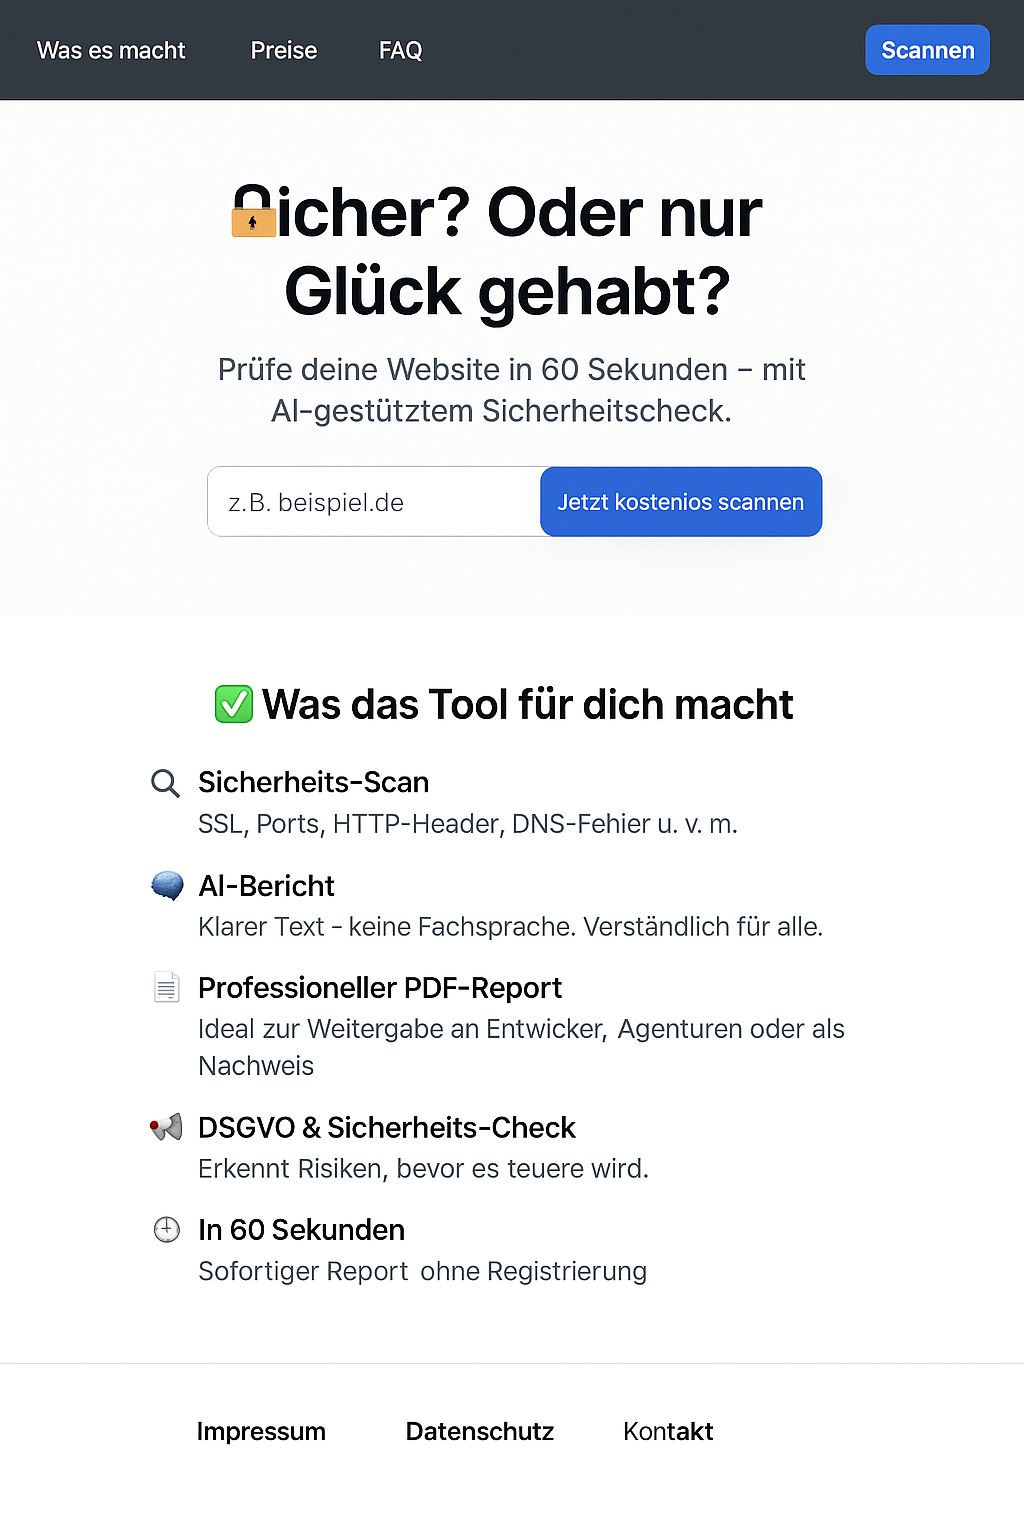 Was es macht Preise FAQ Scannen
🔒icher? Oder nur
Glück gehabt?
Prüfe deine Website in 60 Sekunden – mit
AI-gestütztem Sicherheitscheck.
z.B. beispiel.de Jetzt kostenios scannen
✅ Was das Tool für dich macht
Sicherheits-Scan
SSL, Ports, HTTP-Header, DNS-Fehier u. v. m.
AI-Bericht
Klarer Text - keine Fachsprache. Verständlich für alle.
Professioneller PDF-Report
Ideal zur Weitergabe an Entwicker, Agenturen oder als
Nachweis
DSGVO & Sicherheits-Check
Erkennt Risiken, bevor es teuere wird.
In 60 Sekunden
Sofortiger Report ohne Registrierung
Impressum Datenschutz Kontakt